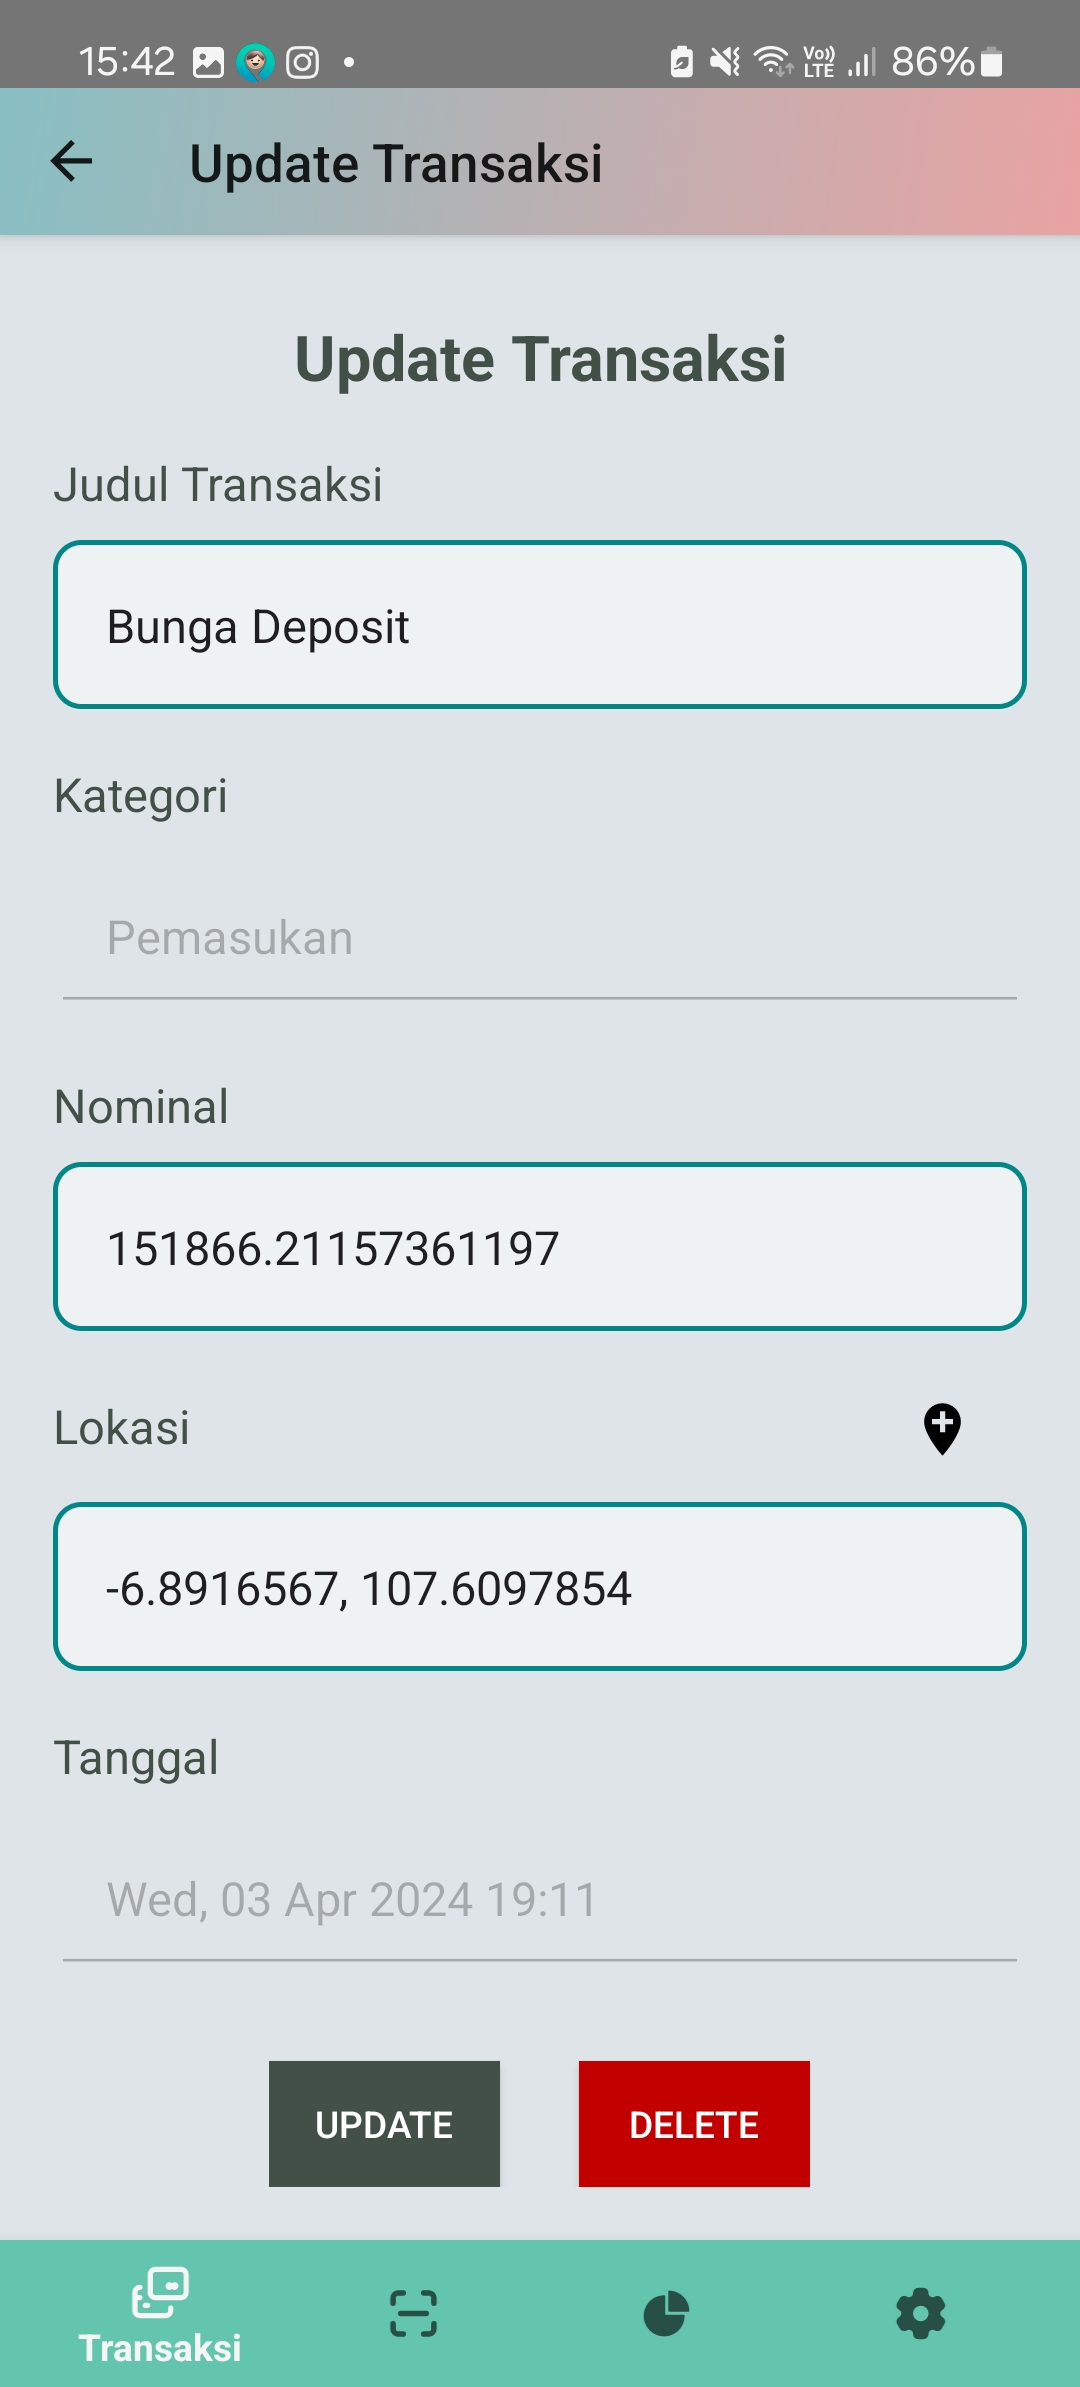 15:42
Vo)) LTE 86%
Update Transaksi
Update Transaksi
Judul Transaksi
Bunga Deposit
Kategori
Pemasukan
Nominal
151866.21157361197
Lokasi
-6.8916567, 107.6097854
Tanggal
Wed, 03 Apr 2024 19:11
UPDATE DELETE
Transaksi